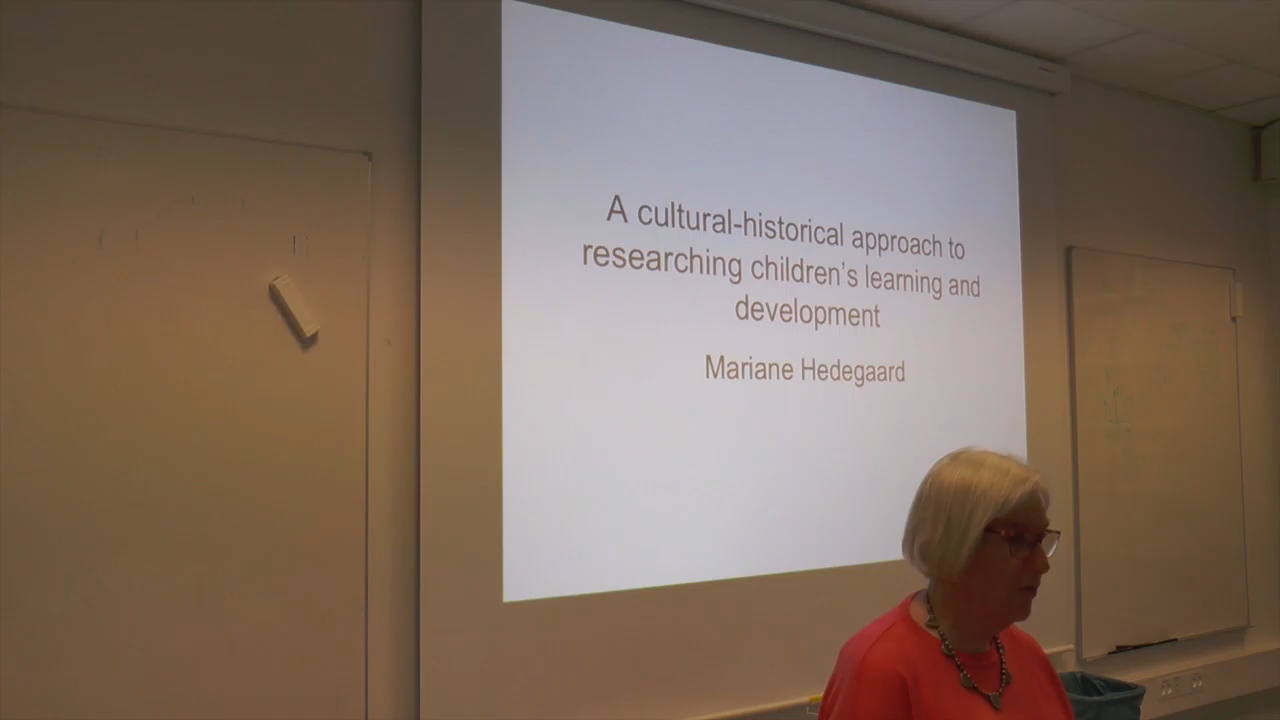 A cultural-historical approach to
researching children's learning and
development
Mariane Hedegaard